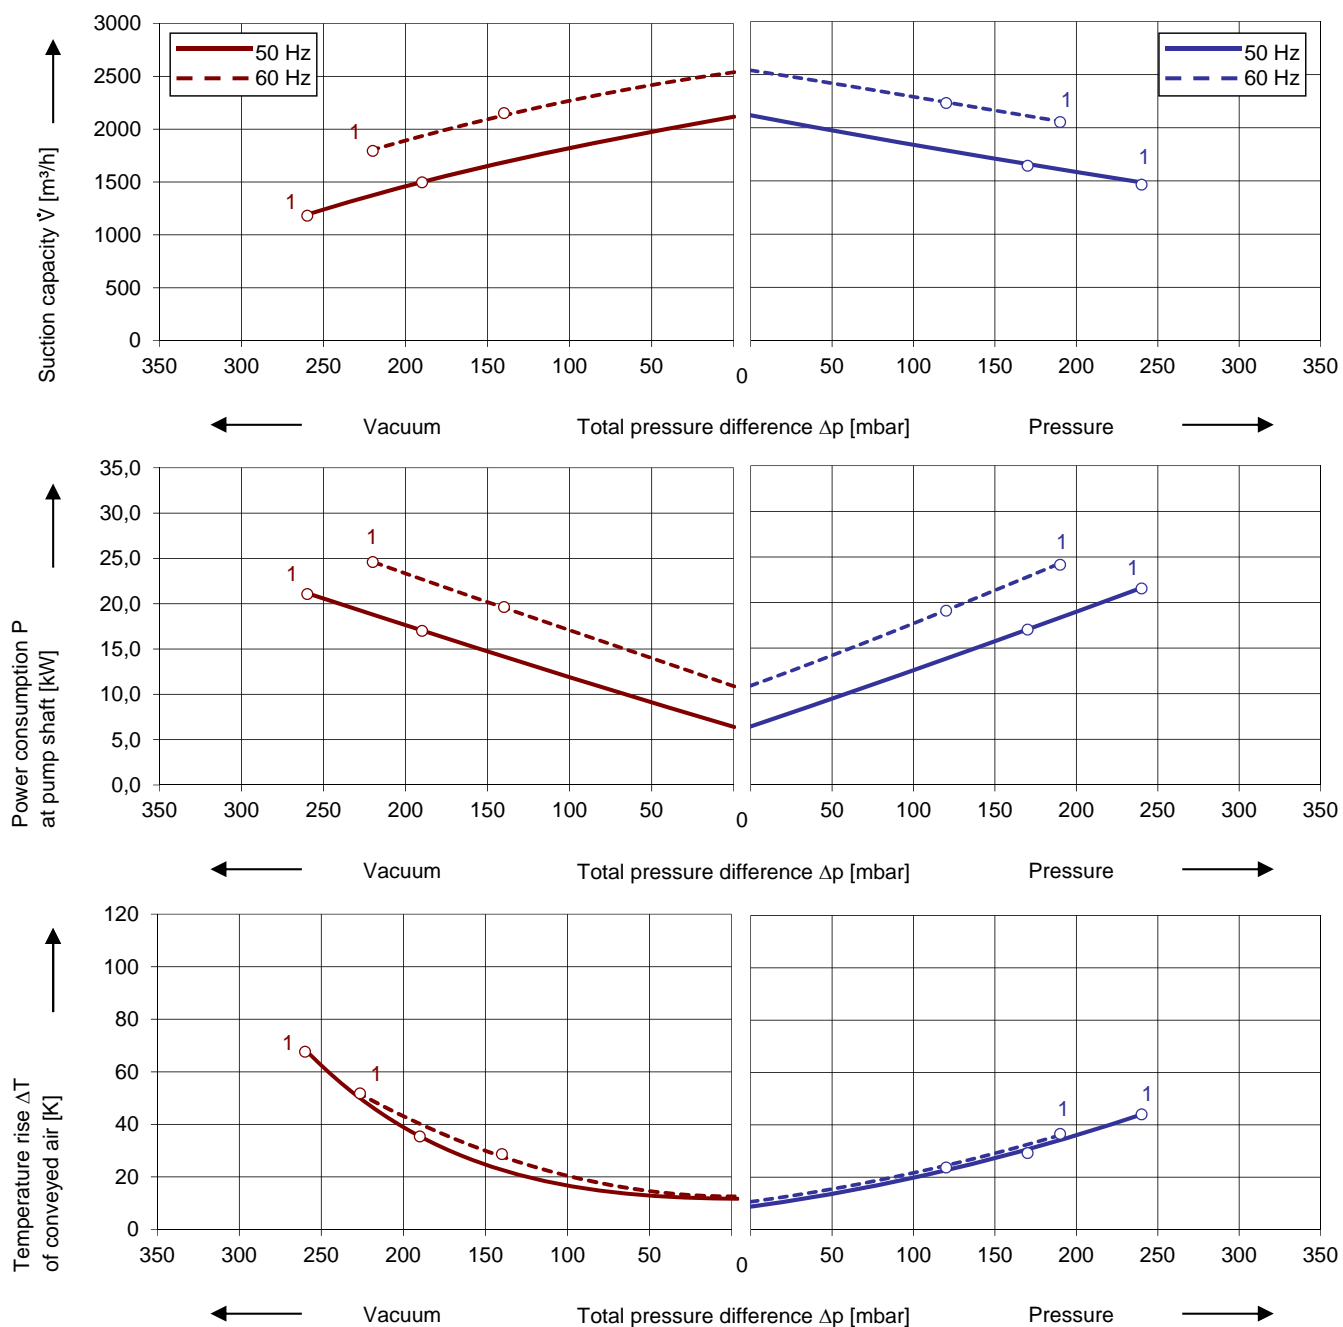 Suction capacity V̇ [m³/h]
3000
2500
2000
1500
1000
500
0
50 Hz
60 Hz
50 Hz
60 Hz
1
1
1
1
350 300 250 200 150 100 50 0 50 100 150 200 250 300 350
Vacuum Total pressure difference Δp [mbar] Pressure
Power consumption P
at pump shaft [kW]
35,0
30,0
25,0
20,0
15,0
10,0
5,0
0,0
1
1
1
1
350 300 250 200 150 100 50 0 50 100 150 200 250 300 350
Vacuum Total pressure difference Δp [mbar] Pressure
Temperature rise ΔT
of conveyed air [K]
120
100
80
60
40
20
0
1
1
1
1
350 300 250 200 150 100 50 0 50 100 150 200 250 300 350
Vacuum Total pressure difference Δp [mbar] Pressure